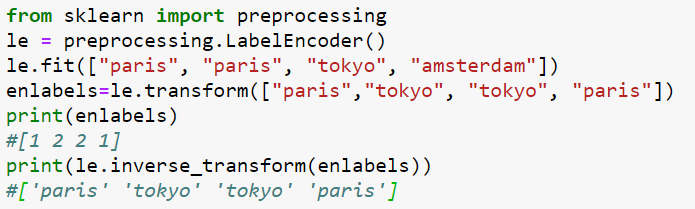 from sklearn import preprocessing
le = preprocessing.LabelEncoder()
le.fit(["paris", "paris", "tokyo", "amsterdam"])
enlabels=le.transform(["paris","tokyo", "tokyo", "paris"])
print(enlabels)
#[1 2 2 1]
print(le.inverse_transform(enlabels))
#['paris' 'tokyo' 'tokyo' 'paris']